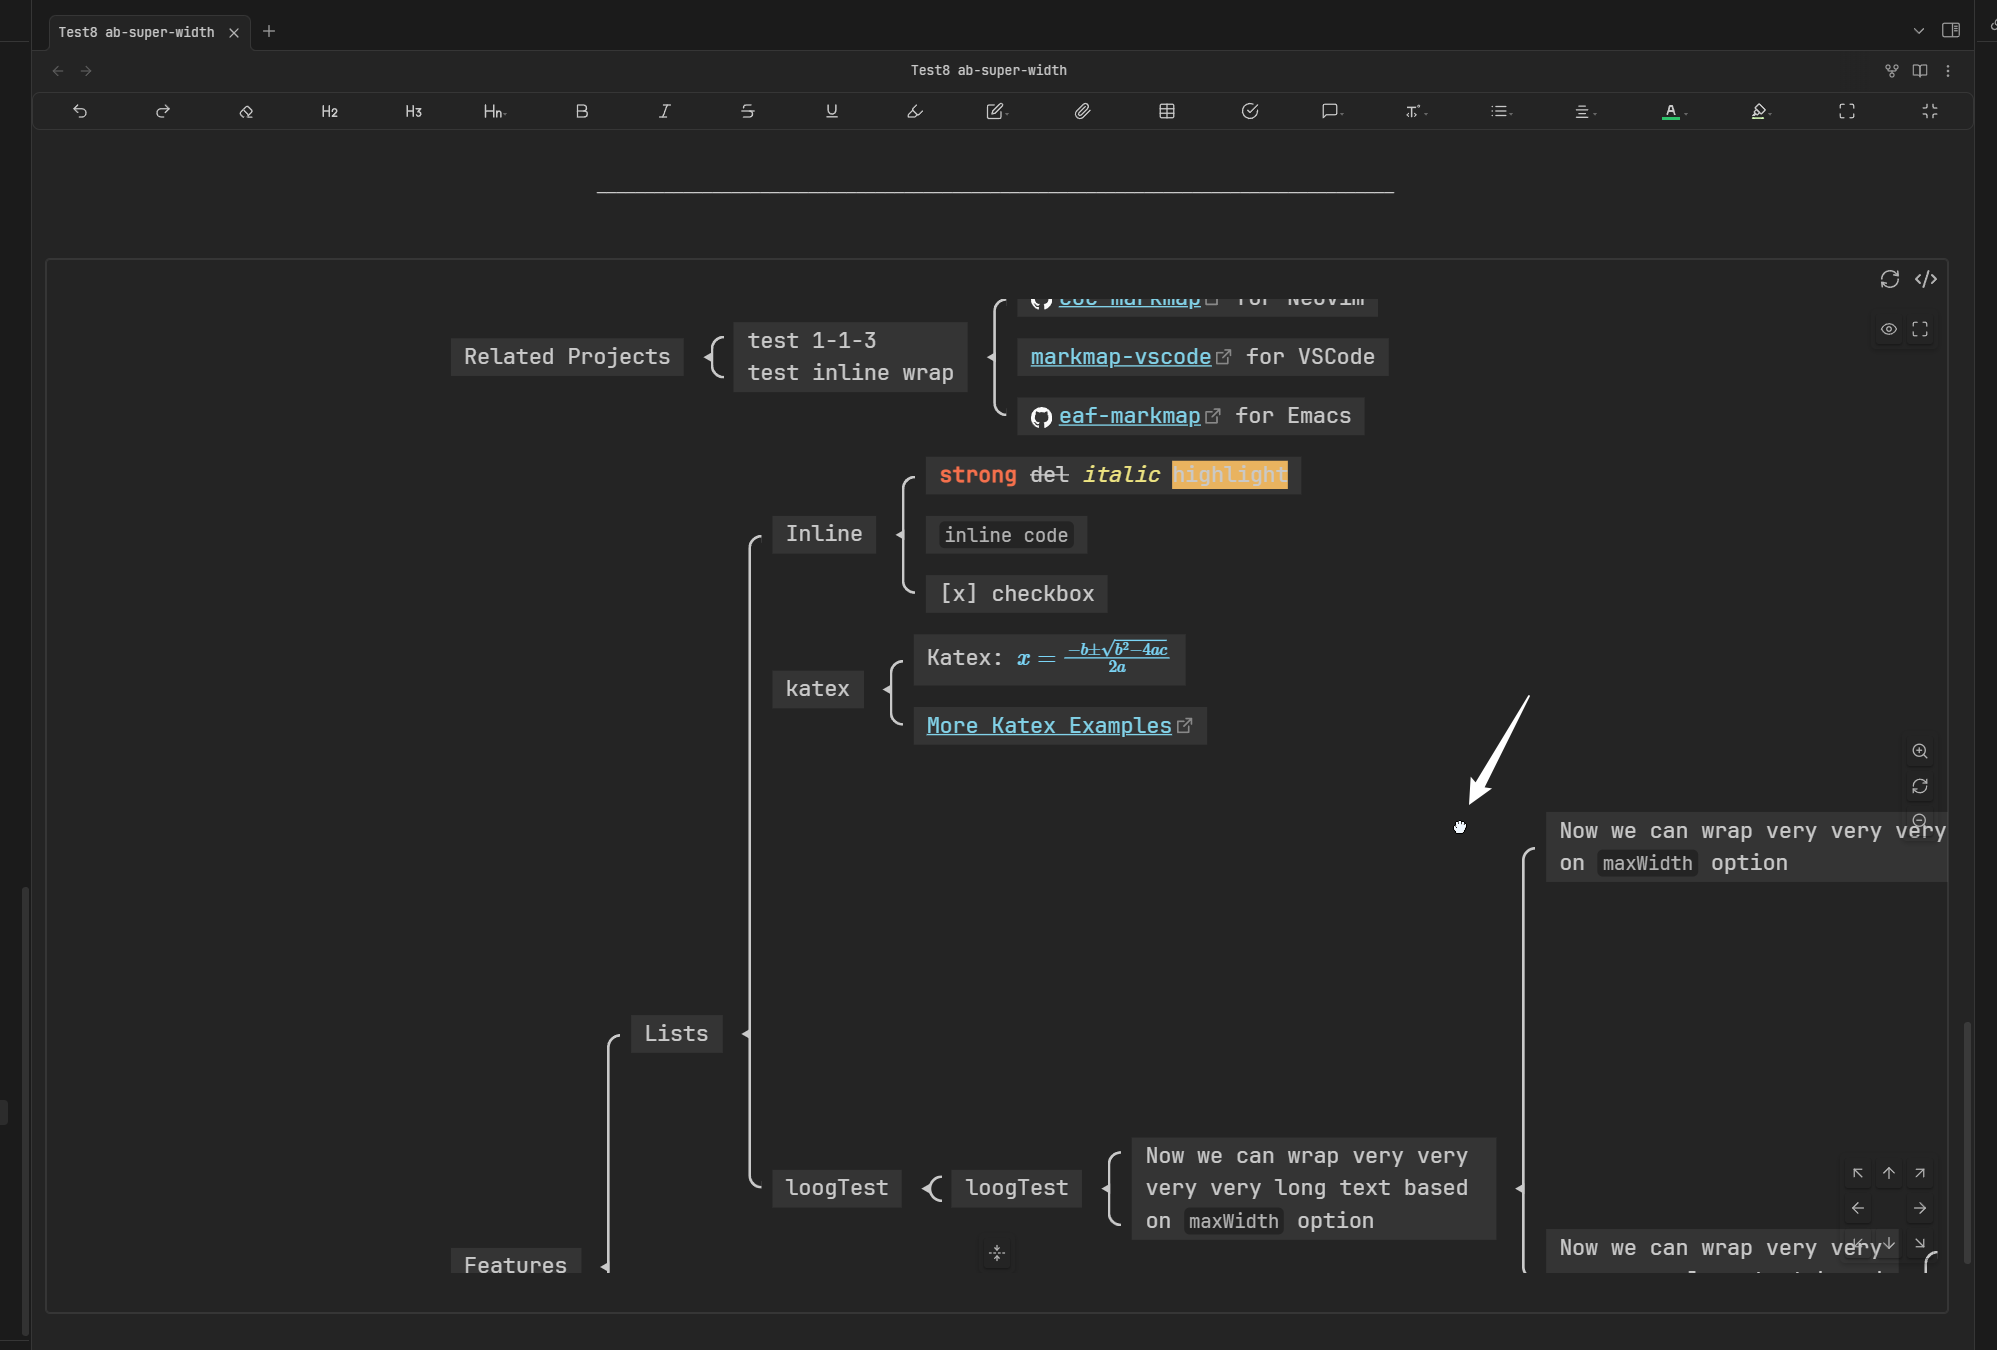 Test8 ab-super-width
Test8 ab-super-width
H2 H3 Hn B I S U A
coc-markmap for Neovim
Related Projects
test 1-1-3
test inline wrap
markmap-vscode for VSCode
eaf-markmap for Emacs
strong del italic highlight
Inline
inline code
[x] checkbox
Katex: x = \frac{-b±\sqrt{b²-4ac}}{2a}
katex
More Katex Examples
Now we can wrap very very very
on maxWidth option
Lists
loogTest
loogTest
Now we can wrap very very
very very long text based
on maxWidth option
Now we can wrap very very
Features